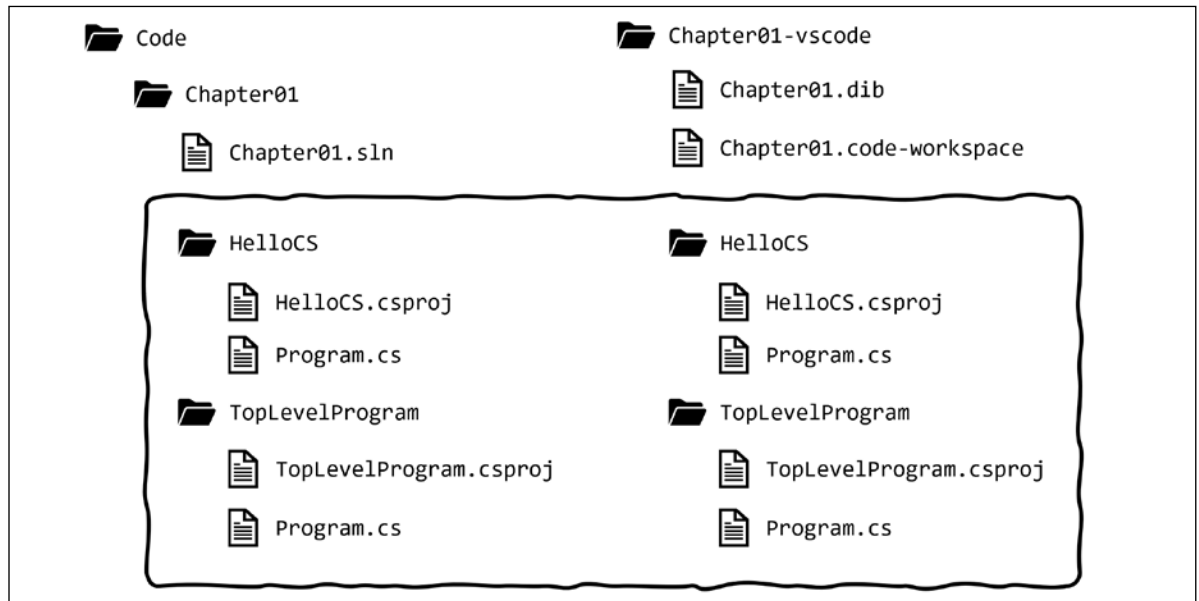 Code
Chapter01
Chapter01.sln
HelloCS
HelloCS.csproj
Program.cs
TopLevelProgram
TopLevelProgram.csproj
Program.cs
Chapter01-vscode
Chapter01.dib
Chapter01.code-workspace
HelloCS
HelloCS.csproj
Program.cs
TopLevelProgram
TopLevelProgram.csproj
Program.cs